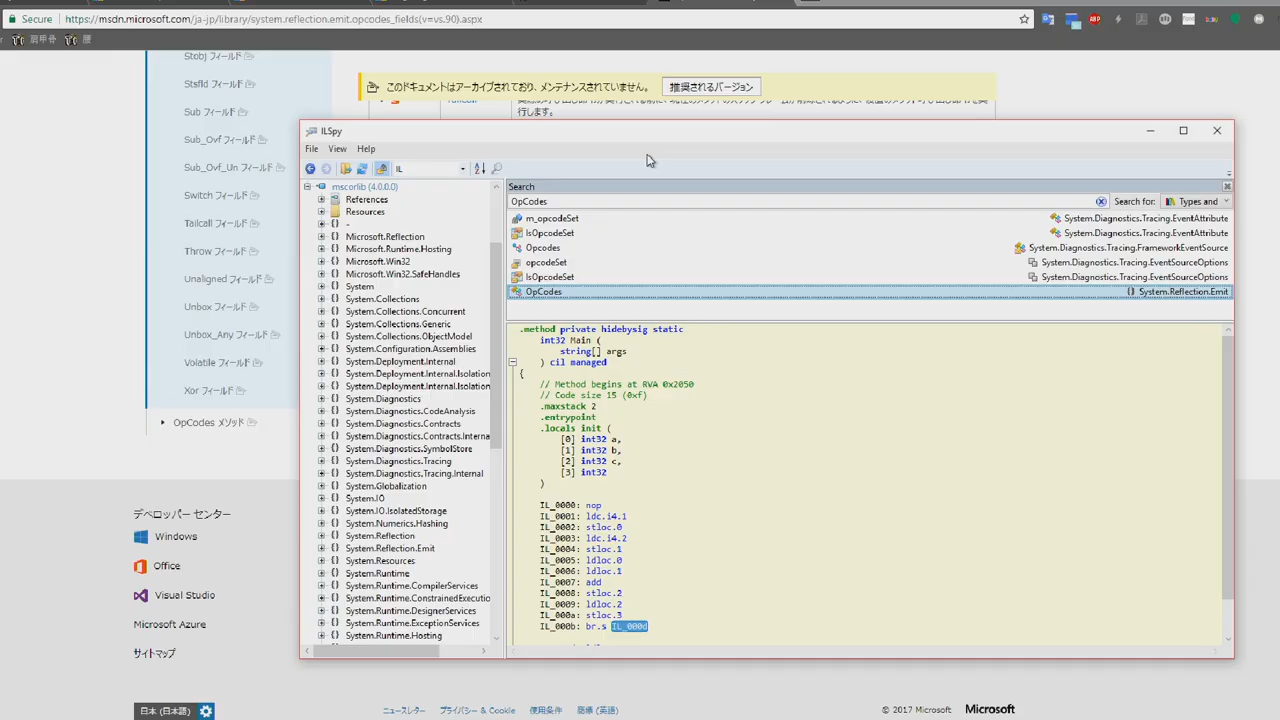 Secure
https://msdn.microsoft.com/ja-jp/library/system.reflection.emit.opcodes_fields(v=vs.90).aspx
肩甲骨
腰
Stobj フィールド
Stsfld フィールド
Sub フィールド
Sub_Ovf フィールド
Sub_Ovf_Un フィールド
Switch フィールド
Tailcall フィールド
Throw フィールド
Unaligned フィールド
Unbox フィールド
Unbox_Any フィールド
Volatile フィールド
Xor フィールド
OpCodes メソッド
このドキュメントはアーカイブされており、メンテナンスされていません。
推奨されるバージョン
行します。
ILSpy
File View Help
IL
mscorlib (4.0.0.0)
References
Resources
-
Microsoft.Reflection
Microsoft.Runtime.Hosting
Microsoft.Win32
Microsoft.Win32.SafeHandles
System
System.Collections
System.Collections.Concurrent
System.Collections.Generic
System.Collections.ObjectModel
System.Configuration.Assemblies
System.Deployment.Internal
System.Deployment.Internal.Isolation
System.Deployment.Internal.Isolation
System.Diagnostics
System.Diagnostics.CodeAnalysis
System.Diagnostics.Contracts
System.Diagnostics.Contracts.Interna
System.Diagnostics.SymbolStore
System.Diagnostics.Tracing
System.Diagnostics.Tracing.Internal
System.Globalization
System.IO
System.IO.IsolatedStorage
System.Numerics.Hashing
System.Reflection
System.Reflection.Emit
System.Resources
System.Runtime
System.Runtime.CompilerServices
System.Runtime.ConstrainedExecutio
System.Runtime.DesignerServices
System.Runtime.ExceptionServices
System.Runtime.Hosting
Search
OpCodes
Search for: Types and
m_opcodeSet System.Diagnostics.Tracing.EventAttribute
IsOpcodeSet System.Diagnostics.Tracing.EventAttribute
Opcodes System.Diagnostics.Tracing.FrameworkEventSource
opcodeSet System.Diagnostics.Tracing.EventSourceOptions
IsOpcodeSet System.Diagnostics.Tracing.EventSourceOptions
OpCodes {} System.Reflection.Emit
.method private hidebysig static
int32 Main (
string[] args
) cil managed
{
// Method begins at RVA 0x2050
// Code size 15 (0xf)
.maxstack 2
.entrypoint
.locals init (
[0] int32 a,
[1] int32 b,
[2] int32 c,
[3] int32
)
IL_0000: nop
IL_0001: ldc.i4.1
IL_0002: stloc.0
IL_0003: ldc.i4.2
IL_0004: stloc.1
IL_0005: ldloc.0
IL_0006: ldloc.1
IL_0007: add
IL_0008: stloc.2
IL_0009: ldloc.2
IL_000a: stloc.3
IL_000b: br.s IL_000d
デベロッパー センター
Windows
Office
Visual Studio
Microsoft Azure
サイトマップ
日本 (日本語)
ニュースレター
プライバシー & Cookie
使用条件
商標 (英語)
© 2017 Microsoft
Microsoft